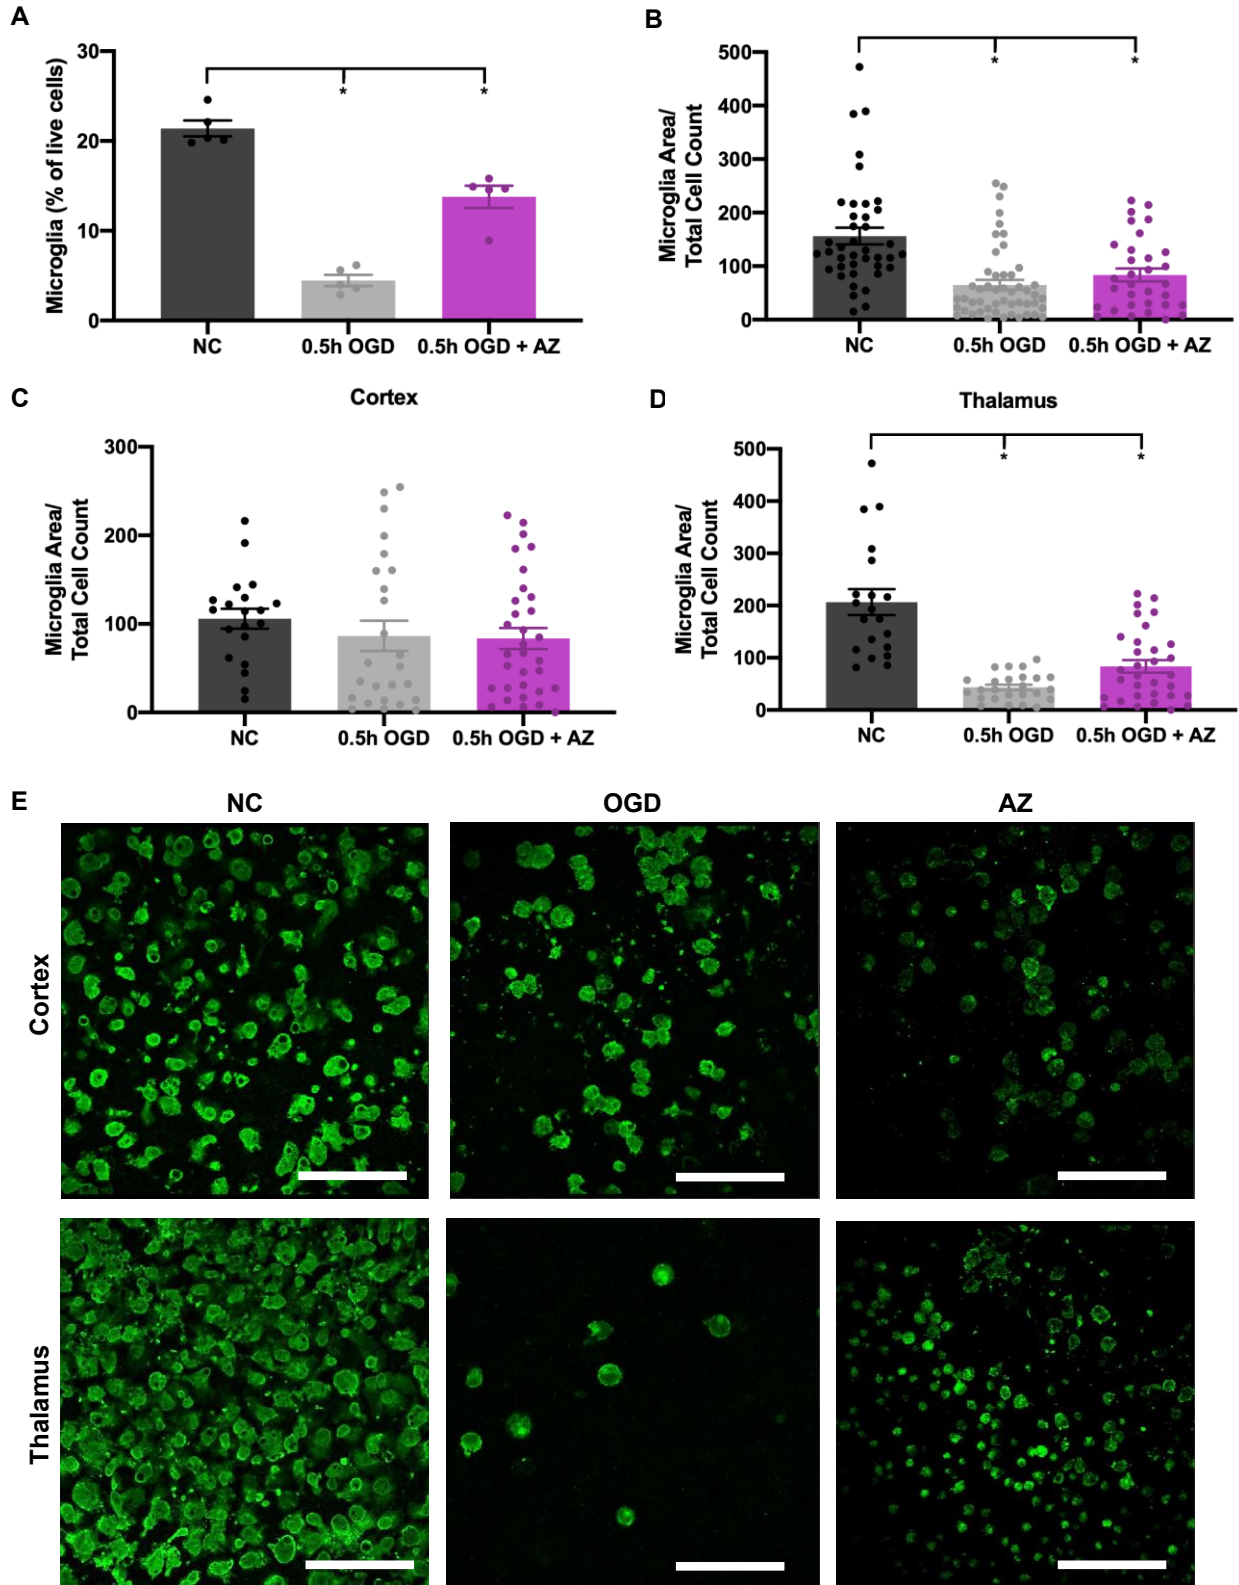 A
30
20
10
0
Microglia (% of live cells)
*
*
NC
0.5h OGD
0.5h OGD + AZ
B
500
400
300
200
100
0
Microglia Area/
Total Cell Count
*
*
NC
0.5h OGD
0.5h OGD + AZ
C
Cortex
300
200
100
0
Microglia Area/
Total Cell Count
NC
0.5h OGD
0.5h OGD + AZ
D
Thalamus
500
400
300
200
100
0
Microglia Area/
Total Cell Count
*
*
NC
0.5h OGD
0.5h OGD + AZ
E
NC
OGD
AZ
Cortex
Thalamus